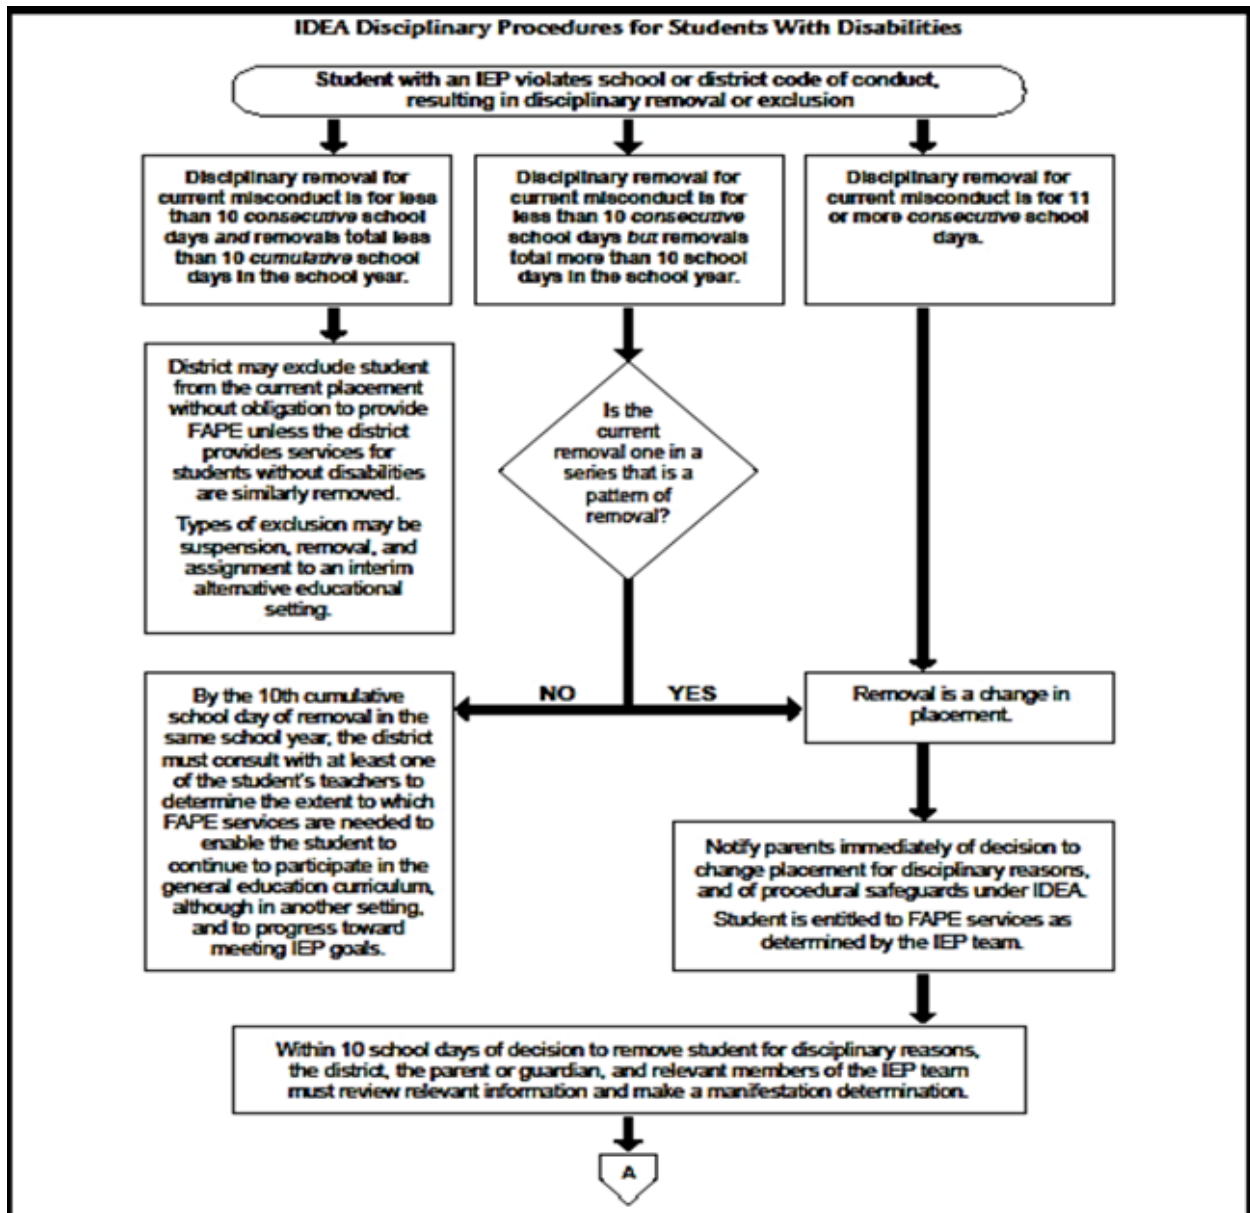 IDEA Disciplinary Procedures for Students With Disabilities
Student with an IEP violates school or district code of conduct,
resulting in disciplinary removal or exclusion
Disciplinary removal for
current misconduct is for less
than 10 consecutive school
days and removals total less
than 10 cumulative school
days in the school year.
Disciplinary removal for
current misconduct is for
less than 10 consecutive
school days but removals
total more than 10 school
days in the school year.
Disciplinary removal for
current misconduct is for 11
or more consecutive school
days.
District may exclude student
from the current placement
without obligation to provide
FAPE unless the district
provides services for
students without disabilities
are similarly removed.
Types of exclusion may be
suspension, removal, and
assignment to an interim
alternative educational
setting.
Is the
current
removal one in a
series that is a
pattern of
removal?
NO
YES
By the 10th cumulative
school day of removal in the
same school year, the district
must consult with at least one
of the student's teachers to
determine the extent to which
FAPE services are needed to
enable the student to
continue to participate in the
general education curriculum,
although in another setting,
and to progress toward
meeting IEP goals.
Removal is a change in
placement.
Notify parents immediately of decision to
change placement for disciplinary reasons,
and of procedural safeguards under IDEA.
Student is entitled to FAPE services as
determined by the IEP team.
Within 10 school days of decision to remove student for disciplinary reasons,
the district, the parent or guardian, and relevant members of the IEP team
must review relevant information and make a manifestation determination.
A